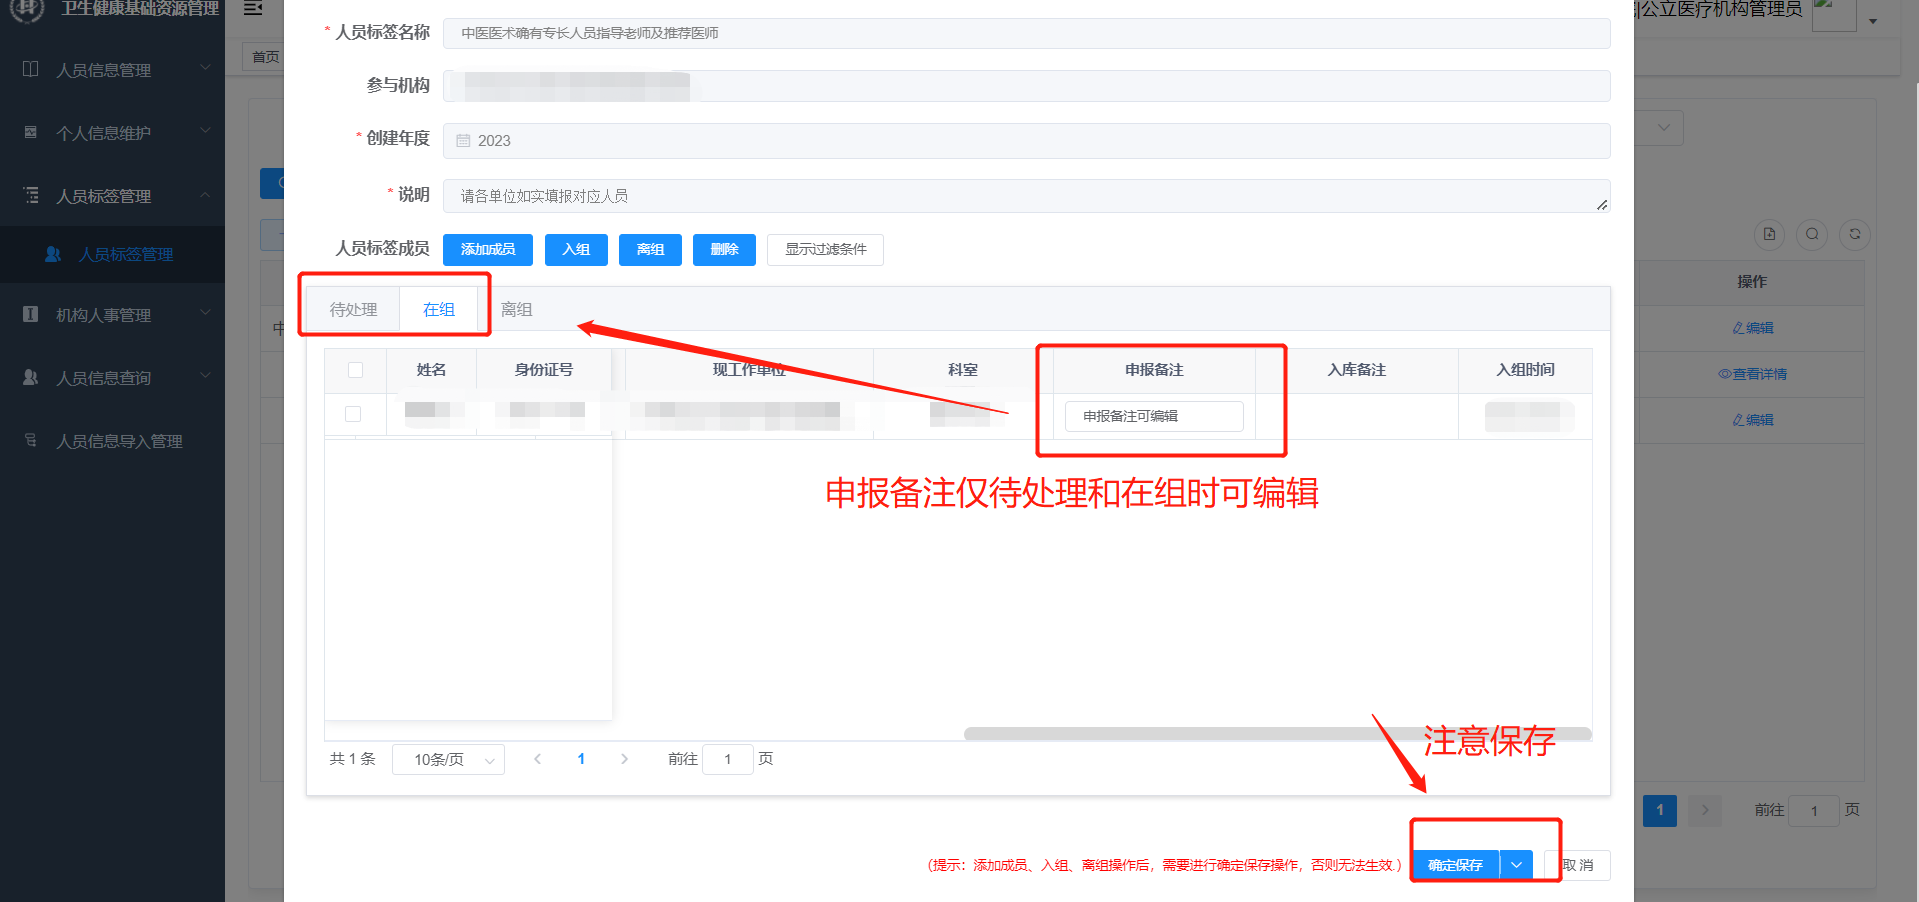 卫生健康基础资源管理
公立医疗机构管理员
首页
人员信息管理
个人信息维护
人员标签管理
人员标签管理
机构人事管理
人员信息查询
人员信息导入管理
* 人员标签名称 中医医术确有专长人员指导老师及推荐医师
参与机构
* 创建年度 2023
* 说明 请各单位如实填报对应人员
人员标签成员 添加成员 入组 离组 删除 显示过滤条件
待处理 在组 离组
姓名 身份证号 现工作单位 科室 申报备注 入库备注 入组时间
申报备注可编辑
申报备注仅待处理和在组时可编辑
注意保存
共 1 条 10条/页 1 前往 1 页
(提示：添加成员、入组、离组操作后，需要进行确定保存操作，否则无法生效.) 确定保存 取 消
操作
中
编辑
查看详情
编辑
1 前往 1 页